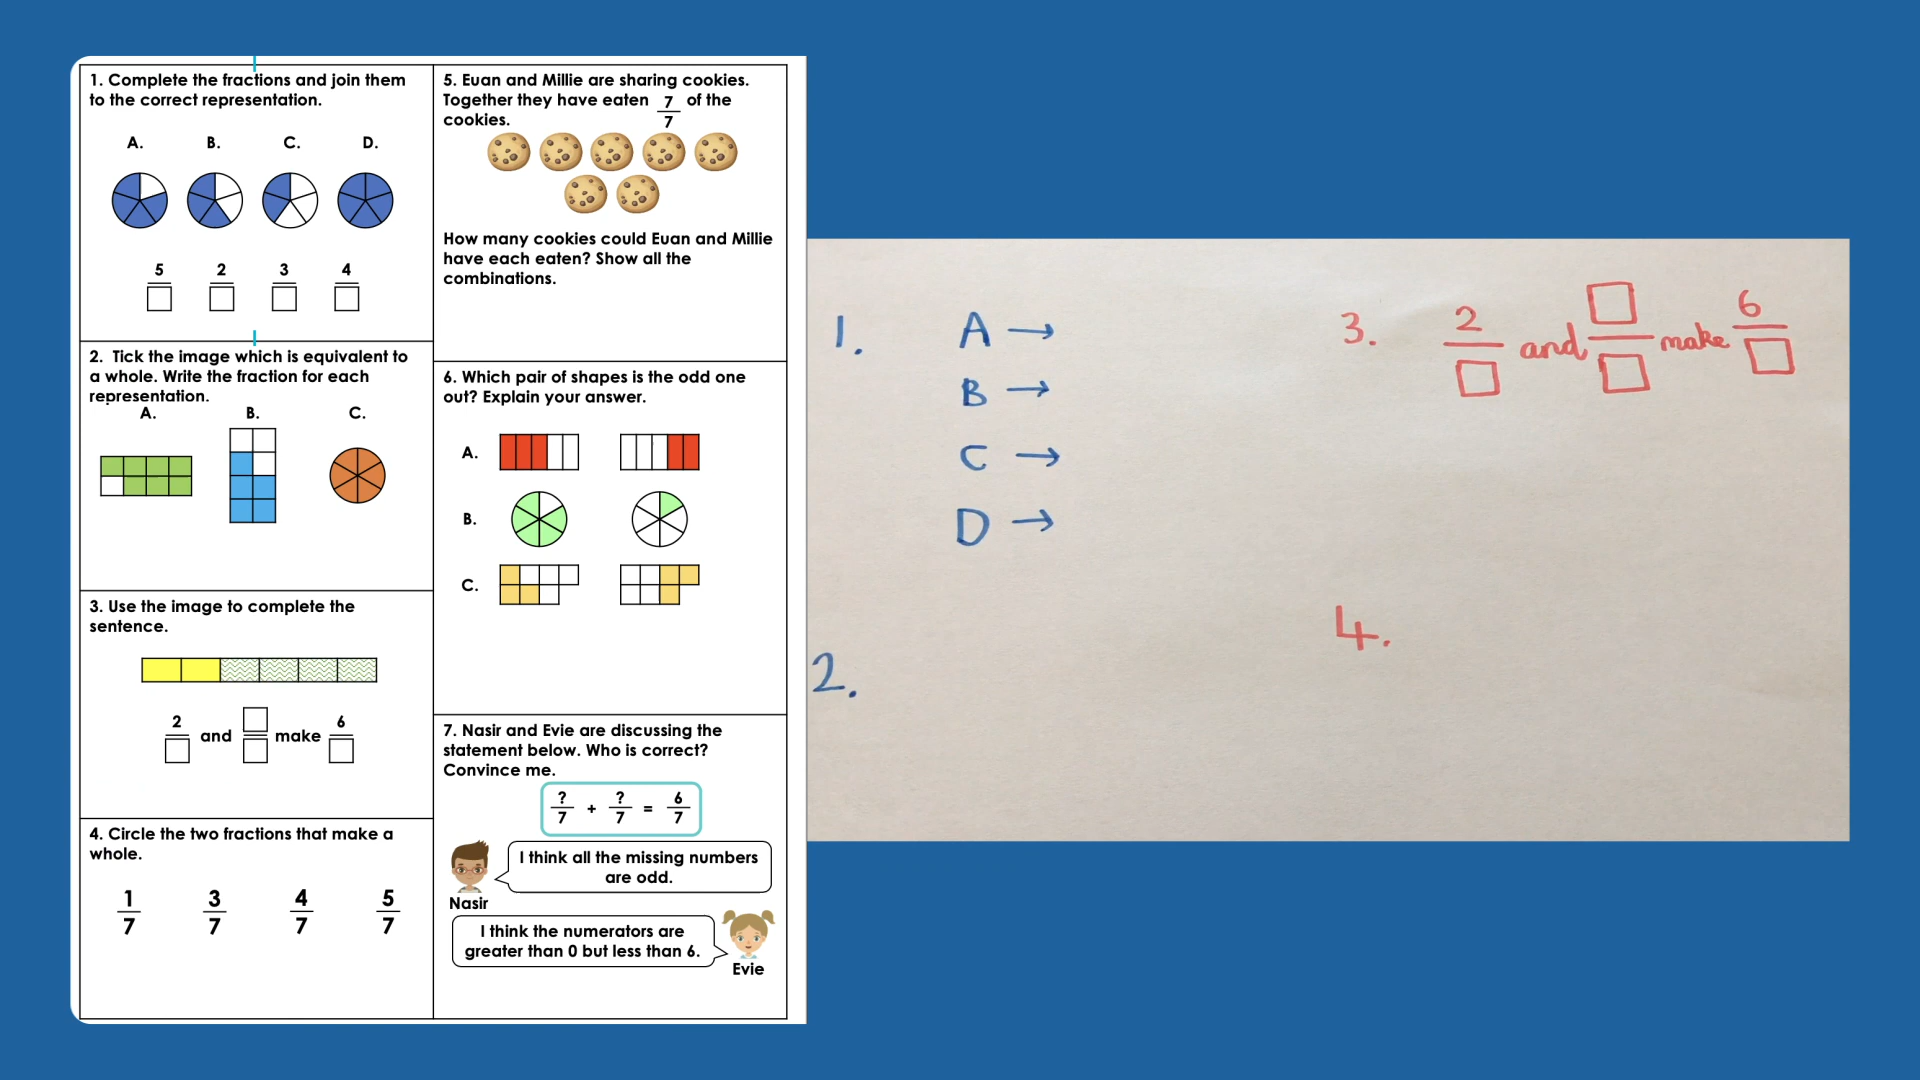 1. Complete the fractions and join them
to the correct representation.
A. B. C. D.
5 2 3 4
2. Tick the image which is equivalent to
a whole. Write the fraction for each
representation.
A. B. C.
3. Use the image to complete the
sentence.
2 6
and make
4. Circle the two fractions that make a
whole.
1 3 4 5
7 7 7 7
5. Euan and Millie are sharing cookies.
Together they have eaten 7/7 of the
cookies.
How many cookies could Euan and Millie
have each eaten? Show all the
combinations.
6. Which pair of shapes is the odd one
out? Explain your answer.
A.
B.
C.
7. Nasir and Evie are discussing the
statement below. Who is correct?
Convince me.
? ? 6
+ =
7 7 7
I think all the missing numbers
are odd.
Nasir
I think the numerators are
greater than 0 but less than 6.
Evie
1. A →
B →
C →
D →
2.
3. 2 and make 6
4.